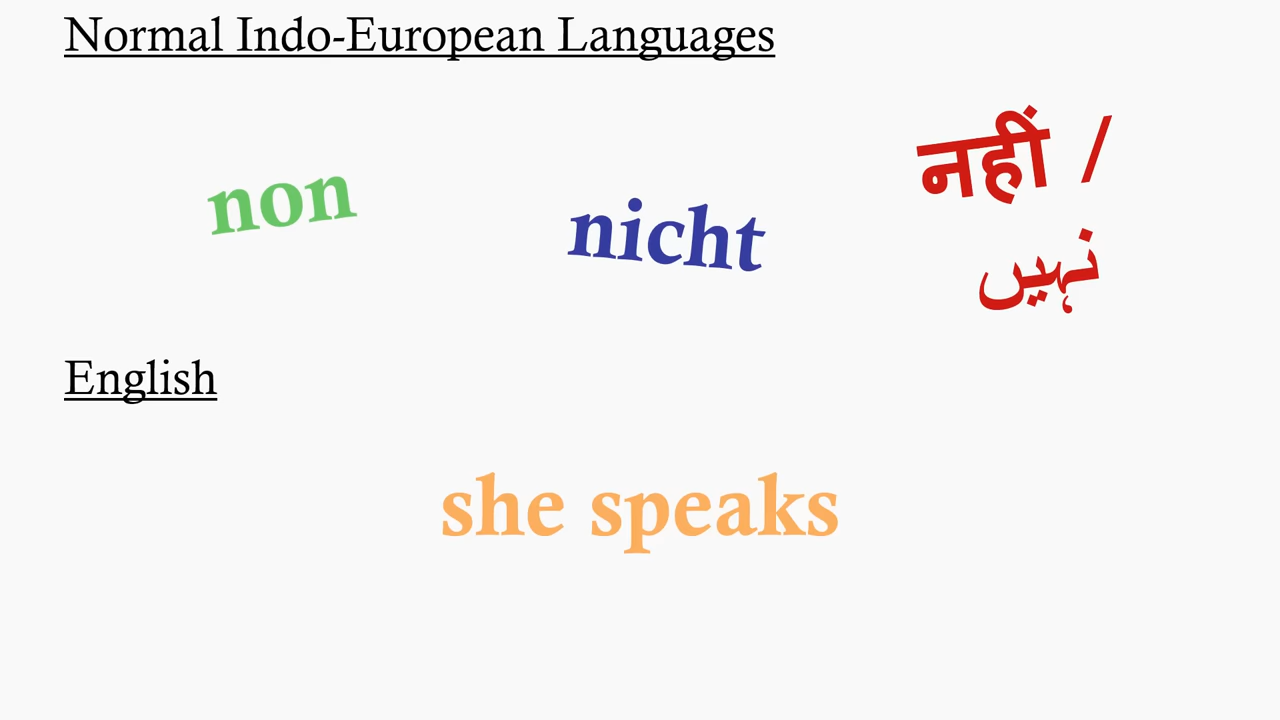 Normal Indo-European Languages
non
nicht
नहीं /
نہیں
English
she speaks